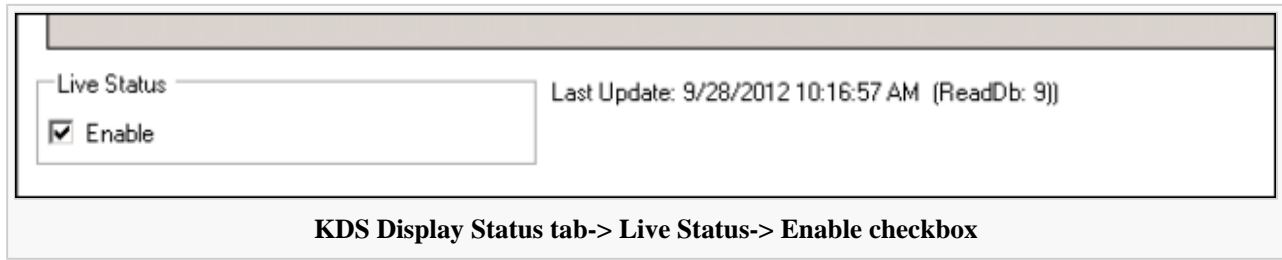 Live Status
Last Update: 9/28/2012 10:16:57 AM (ReadDb: 9))
Enable
KDS Display Status tab-> Live Status-> Enable checkbox